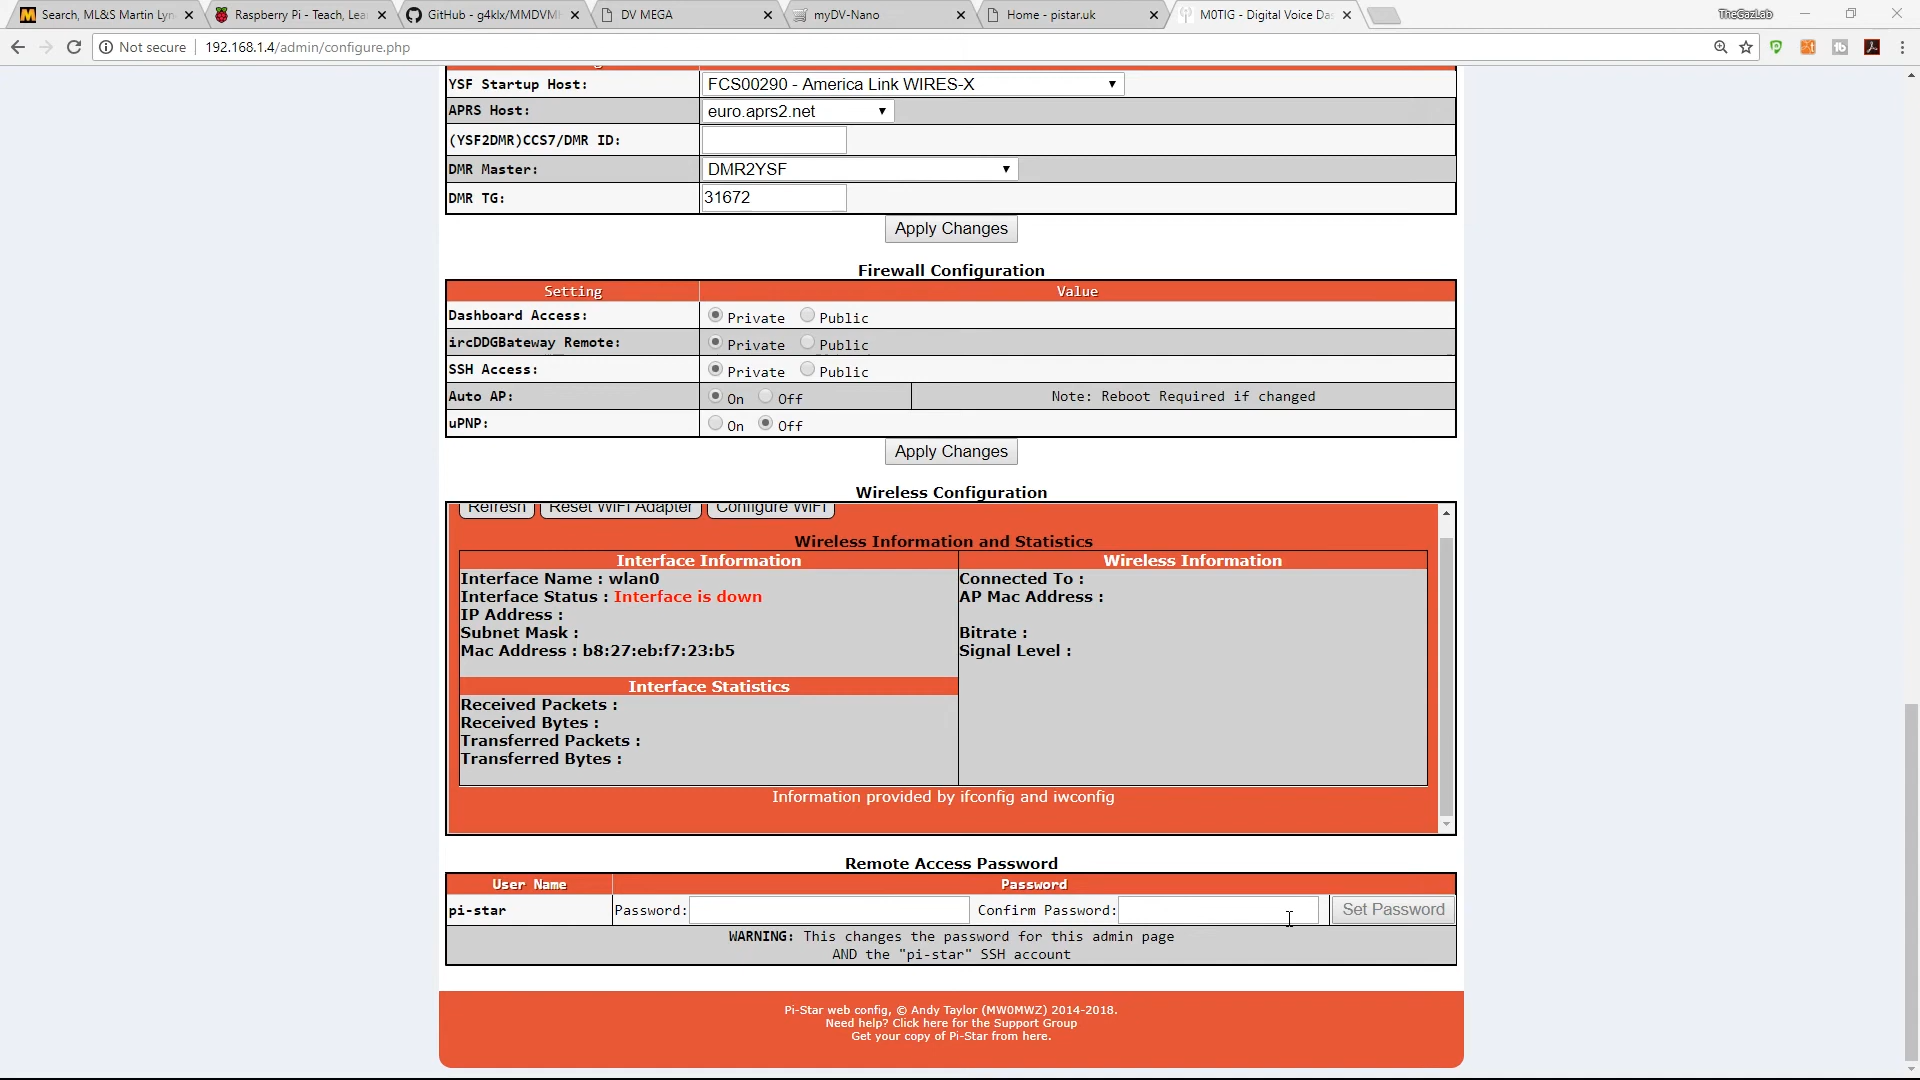 Search, ML&S Martin Lyn
Raspberry Pi - Teach, Lea
GitHub - g4klx/MMDVM
DV MEGA
myDV-Nano
Home - pistar.uk
M0TIG - Digital Voice Da
TheGazLab
Not secure 192.168.1.4/admin/configure.php
YSF Startup Host: FCS00290 - America Link WIRES-X
APRS Host: euro.aprs2.net
(YSF2DMR)CCS7/DMR ID:
DMR Master: DMR2YSF
DMR TG: 31672
Apply Changes
Firewall Configuration
Setting Value
Dashboard Access: Private Public
ircDDGBateway Remote: Private Public
SSH Access: Private Public
Auto AP: On Off Note: Reboot Required if changed
uPNP: On Off
Apply Changes
Wireless Configuration
Refresh Reset WiFi Adapter Configure WiFi
Wireless Information and Statistics
Interface Information Wireless Information
Interface Name : wlan0 Connected To :
Interface Status : Interface is down AP Mac Address :
IP Address :
Subnet Mask : Bitrate :
Mac Address : b8:27:eb:f7:23:b5 Signal Level :
Interface Statistics
Received Packets :
Received Bytes :
Transferred Packets :
Transferred Bytes :
Information provided by ifconfig and iwconfig
Remote Access Password
User Name Password
pi-star Password: Confirm Password: Set Password
WARNING: This changes the password for this admin page
AND the "pi-star" SSH account
Pi-Star web config, © Andy Taylor (MW0MWZ) 2014-2018.
Need help? Click here for the Support Group
Get your copy of Pi-Star from here.